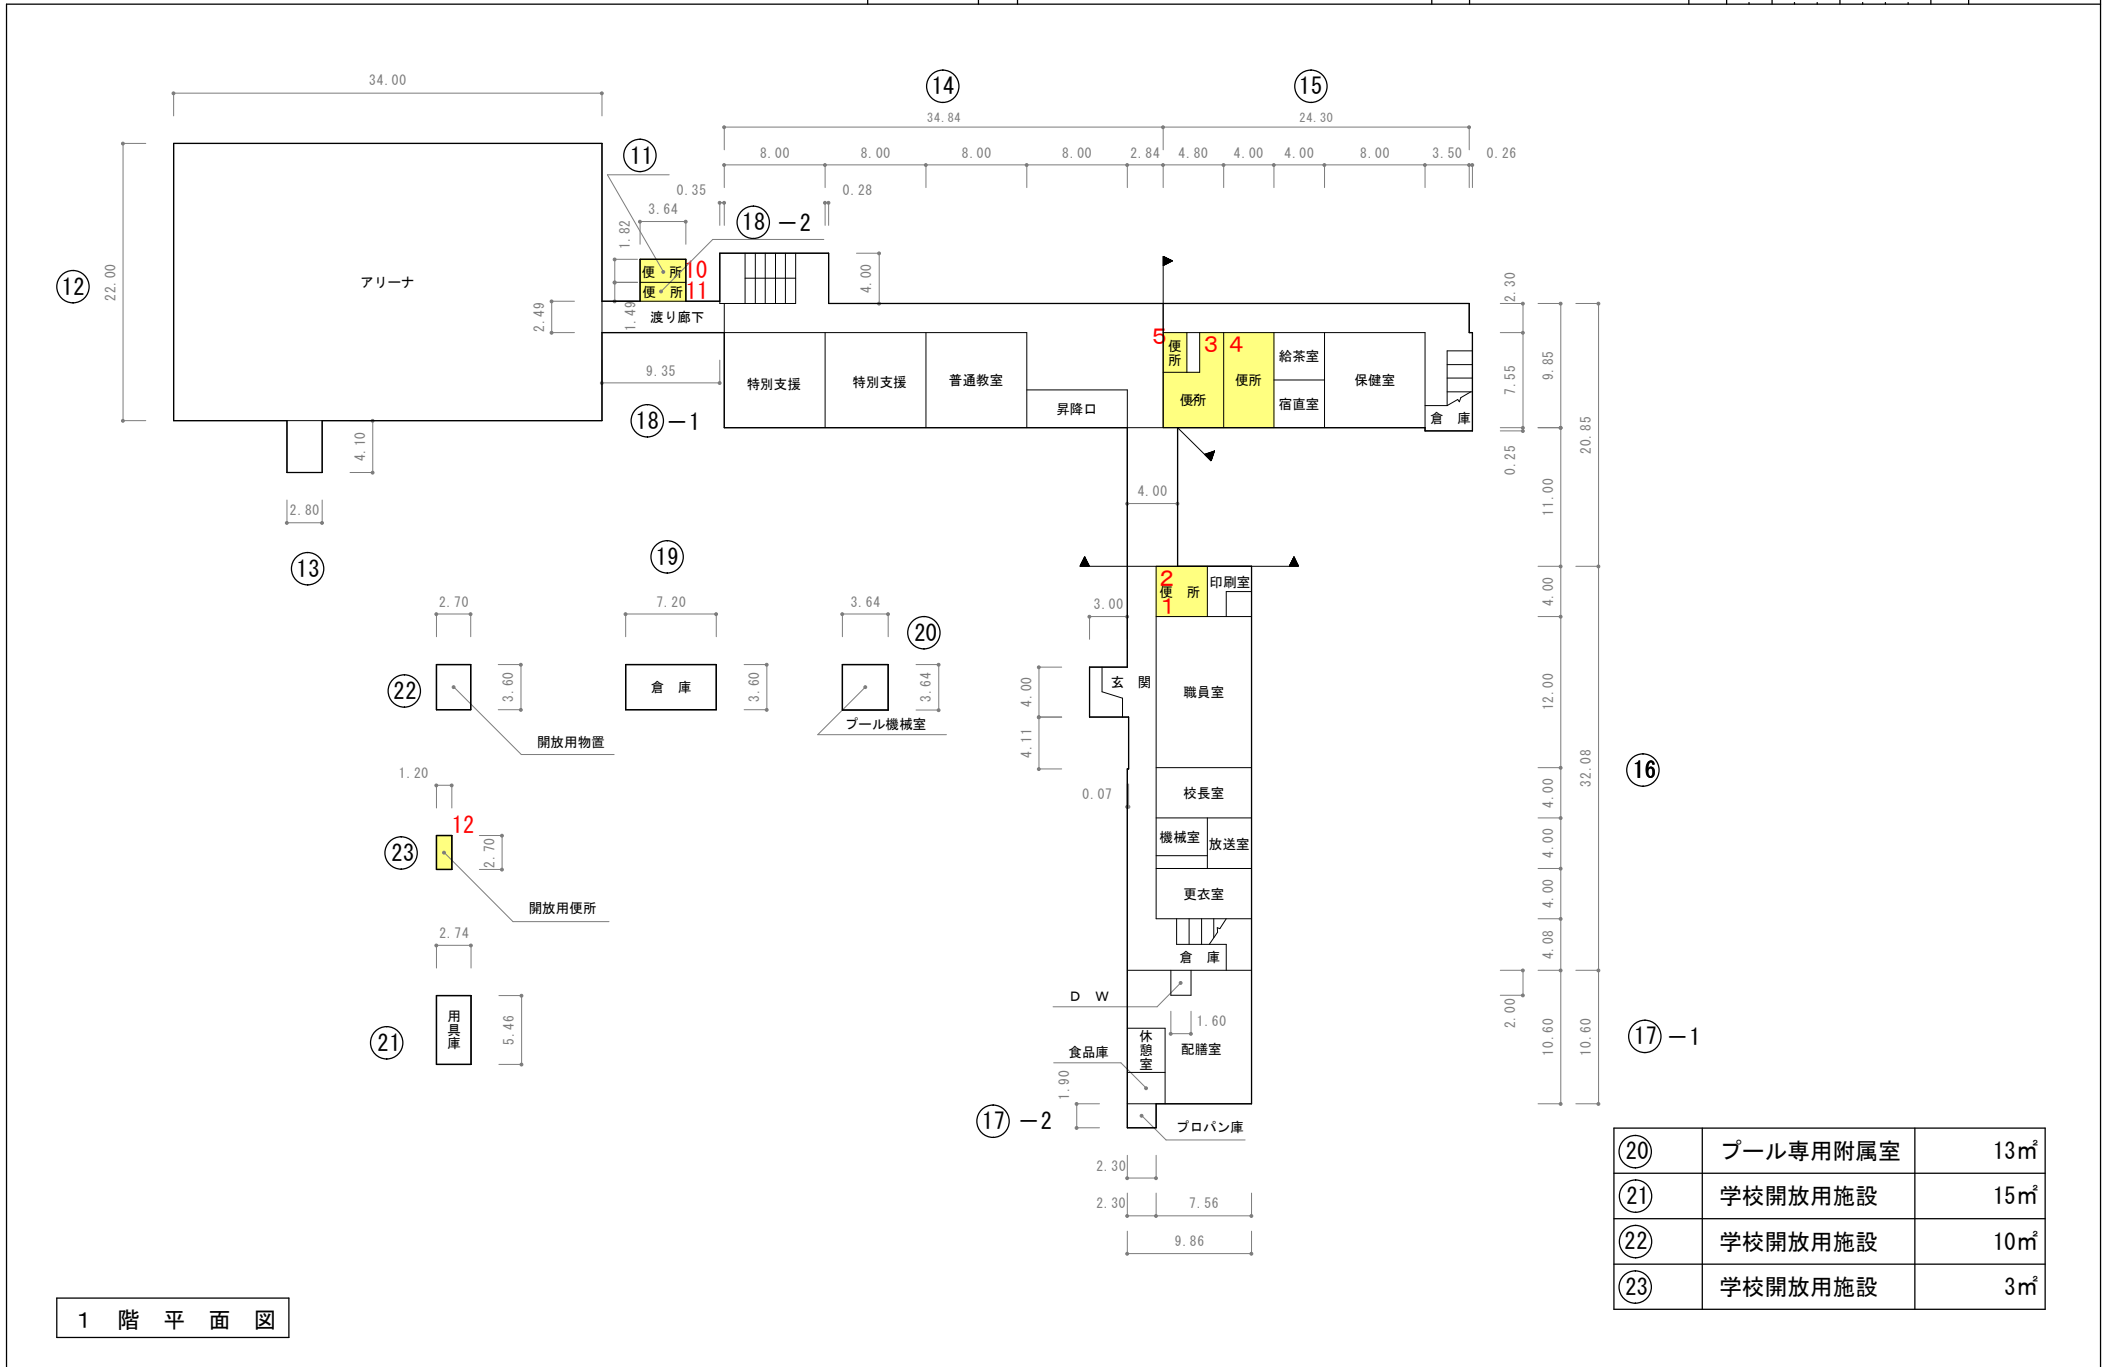 34.00
⑭
⑮
34.84
24.30
⑪
8.00 8.00 8.00 8.00 2.84 4.80 4.00 4.00 8.00 3.50 0.26
0.35
0.28
3.64
⑱－2
1.82
⑫
22.00
アリーナ
便 所
10
便 所
11
4.00
2.30
2.49
1.49
渡り廊下
5
便所
3
4
給茶室
9.85
9.35
特別支援
特別支援
普通教室
便所
便所
保健室
7.55
宿直室
昇降口
倉 庫
⑱－1
4.10
20.85
0.25
2.80
4.00
11.00
⑬
⑲
2
便 所
1
印刷室
4.00
2.70
7.20
3.64
3.00
⑳
㉒
3.60
倉 庫
3.60
3.64
4.00
玄 関
職員室
12.00
プール機械室
開放用物置
4.11
32.08
⑯
1.20
0.07
校長室
4.00
12
機械室
放送室
4.00
㉓
2.70
更衣室
4.00
開放用便所
2.74
4.08
倉 庫
D W
2.00
用具庫
5.46
㉑
1.60
10.60
10.60
⑰－1
休憩室
食品庫
配膳室
1.90
⑰－2
プロパン庫
2.30
2.30
7.56
9.86
⑳ プール専用附属室 13㎡
㉑ 学校開放用施設 15㎡
㉒ 学校開放用施設 10㎡
㉓ 学校開放用施設 3㎡
1 階 平 面 図